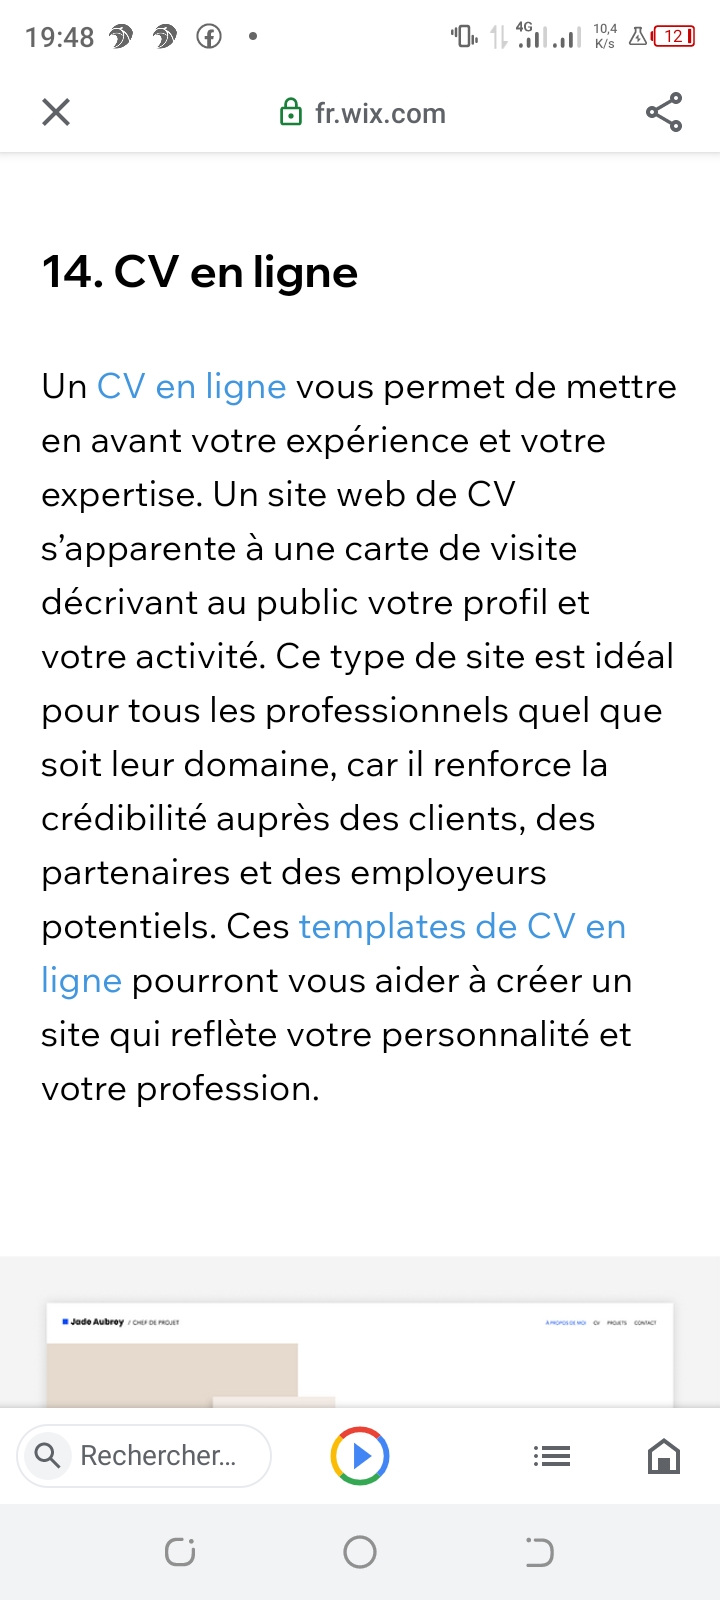 19:48
4G
10,4
K/s
12
fr.wix.com
14. CV en ligne
Un CV en ligne vous permet de mettre
en avant votre expérience et votre
expertise. Un site web de CV
s’apparente à une carte de visite
décrivant au public votre profil et
votre activité. Ce type de site est idéal
pour tous les professionnels quel que
soit leur domaine, car il renforce la
crédibilité auprès des clients, des
partenaires et des employeurs
potentiels. Ces templates de CV en
ligne pourront vous aider à créer un
site qui reflète votre personnalité et
votre profession.
Jade Aubrey / CHEF DE PROJET
A PROPOS DE MOI CV PROJETS CONTACT
Rechercher...